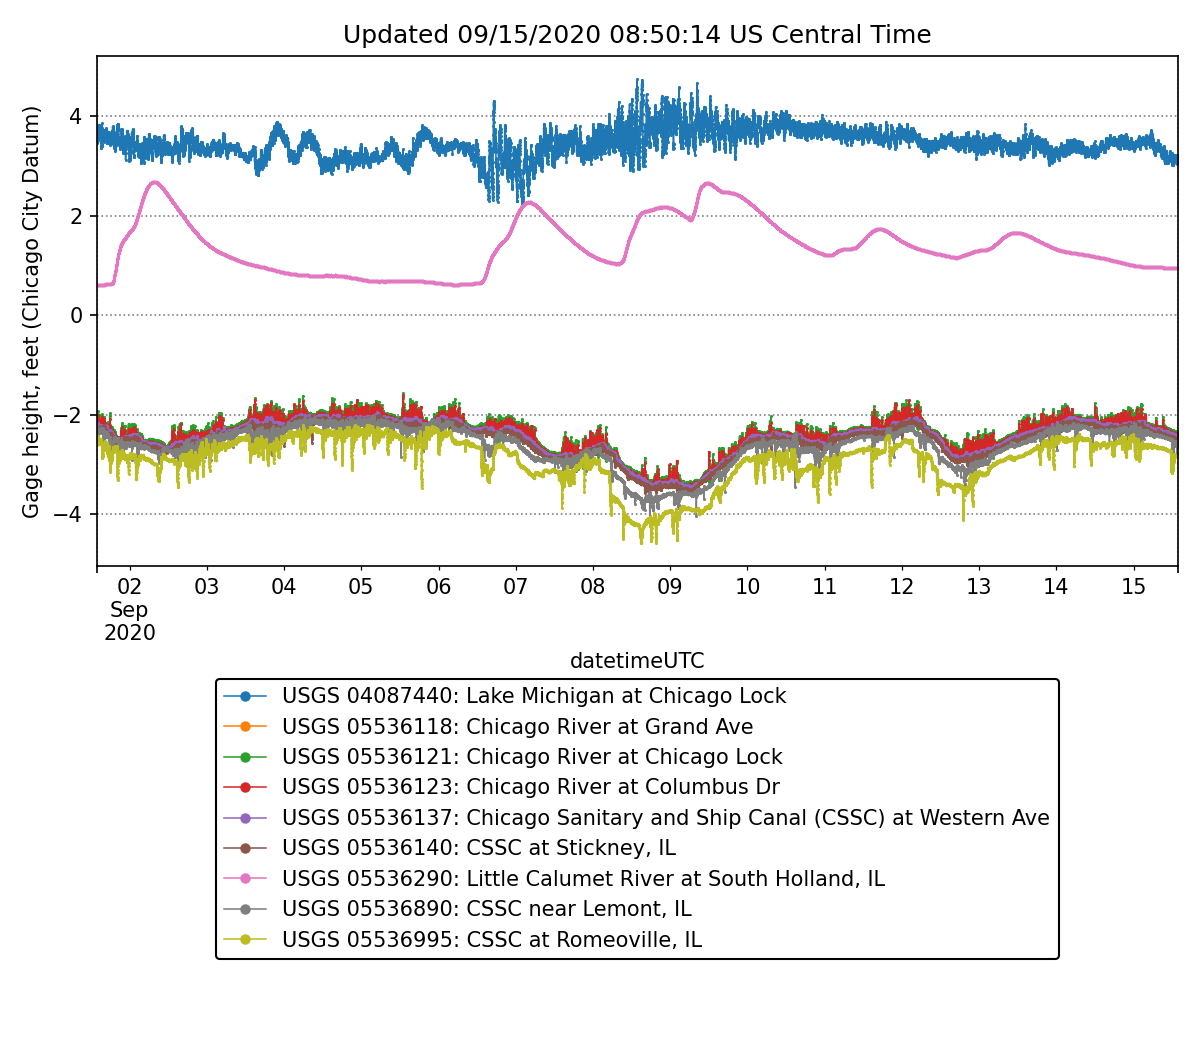 Updated 09/15/2020 08:50:14 US Central Time
Gage height, feet (Chicago City Datum)
4
2
0
−2
−4
02 03 04 05 06 07 08 09 10 11 12 13 14 15
Sep
2020
datetimeUTC
USGS 04087440: Lake Michigan at Chicago Lock
USGS 05536118: Chicago River at Grand Ave
USGS 05536121: Chicago River at Chicago Lock
USGS 05536123: Chicago River at Columbus Dr
USGS 05536137: Chicago Sanitary and Ship Canal (CSSC) at Western Ave
USGS 05536140: CSSC at Stickney, IL
USGS 05536290: Little Calumet River at South Holland, IL
USGS 05536890: CSSC near Lemont, IL
USGS 05536995: CSSC at Romeoville, IL